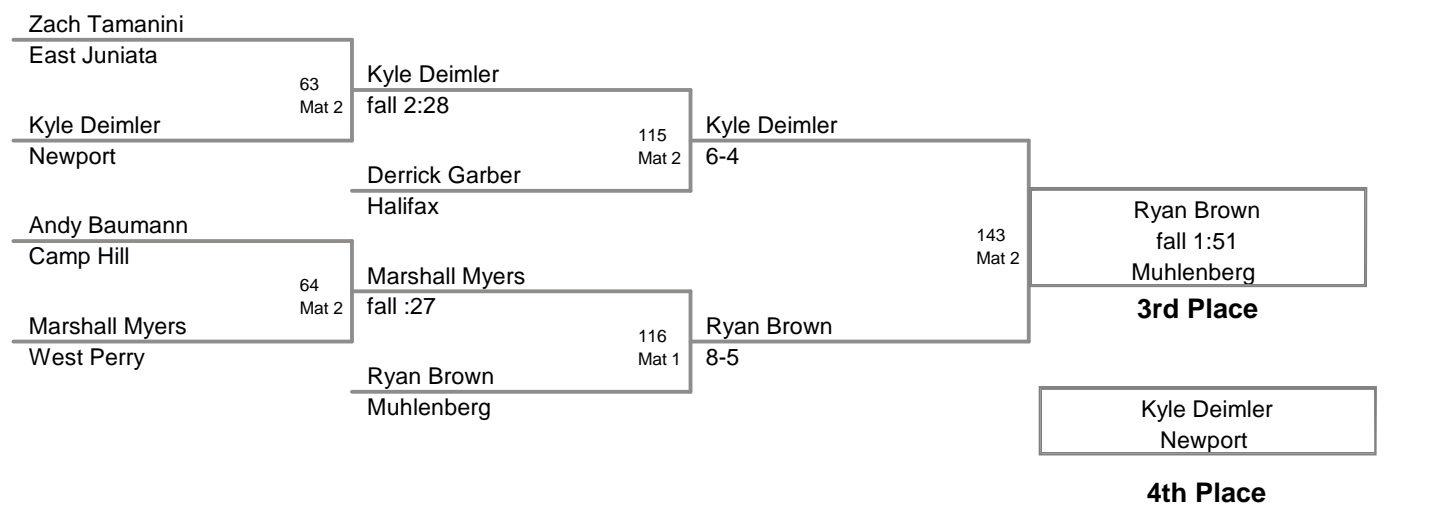 Zach Tamanini
East Juniata
63
Mat 2
Kyle Deimler
fall 2:28
Kyle Deimler
Newport
115
Mat 2
Kyle Deimler
6-4
Derrick Garber
Halifax
Andy Baumann
Camp Hill
143
Mat 2
Ryan Brown
fall 1:51
Muhlenberg
3rd Place
64
Mat 2
Marshall Myers
fall :27
Marshall Myers
West Perry
116
Mat 1
Ryan Brown
8-5
Ryan Brown
Muhlenberg
Kyle Deimler
Newport
4th Place